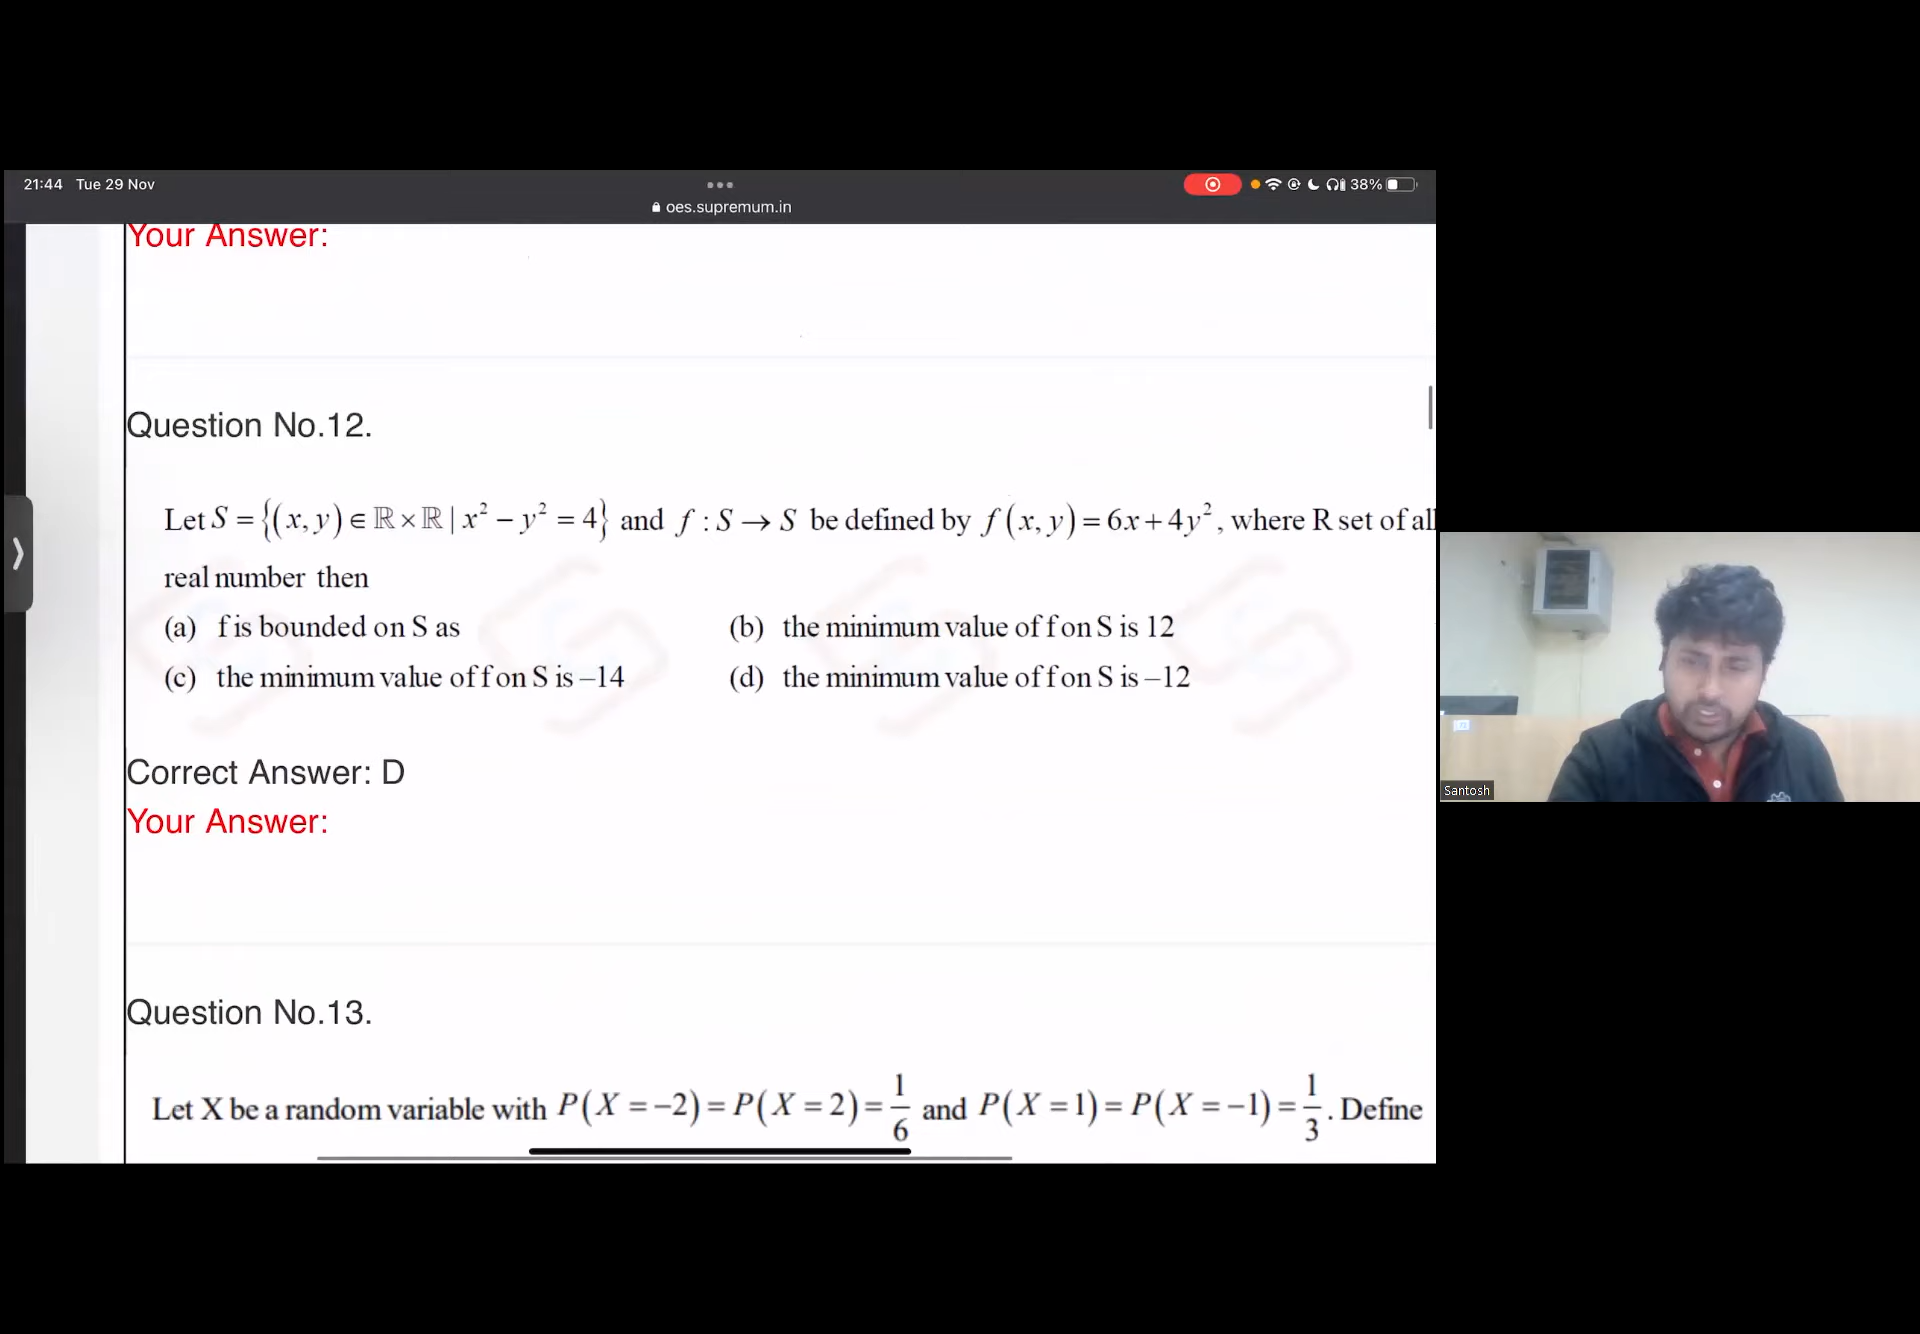 21:44 Tue 29 Nov
38%
oes.supremum.in
Your Answer:
Question No.12.
Let S = {(x, y) ∈ ℝ × ℝ | x² − y² = 4} and f : S → S be defined by f (x, y) = 6x + 4y², where R set of all
real number then
(a) f is bounded on S as (b) the minimum value of f on S is 12
(c) the minimum value of f on S is –14 (d) the minimum value of f on S is –12
Correct Answer: D
Your Answer:
Santosh
Question No.13.
Let X be a random variable with P(X = −2) = P(X = 2) = 1/6 and P(X = 1) = P(X = −1) = 1/3. Define